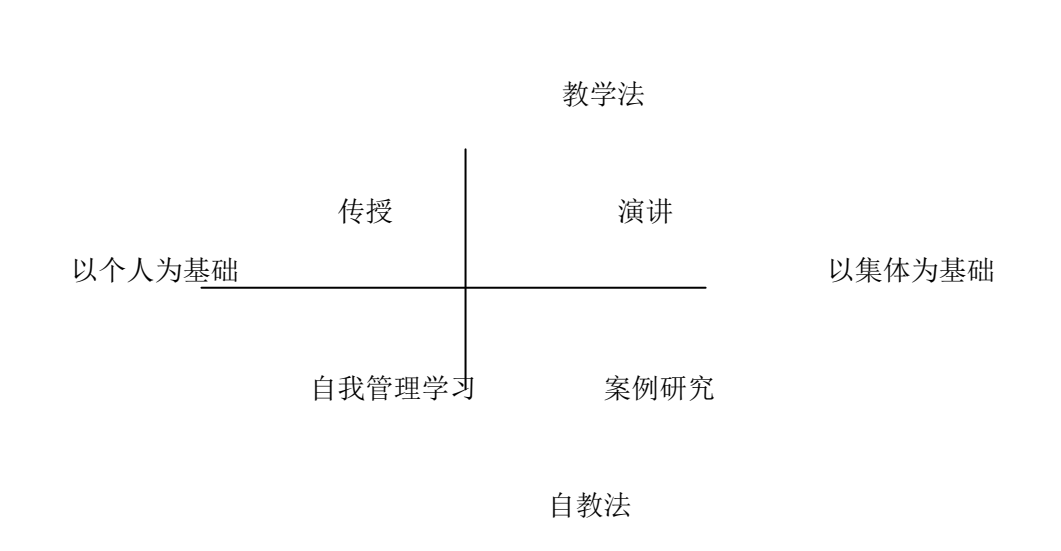 教学法
传授 演讲
以个人为基础 以集体为基础
自我管理学习 案例研究
自教法